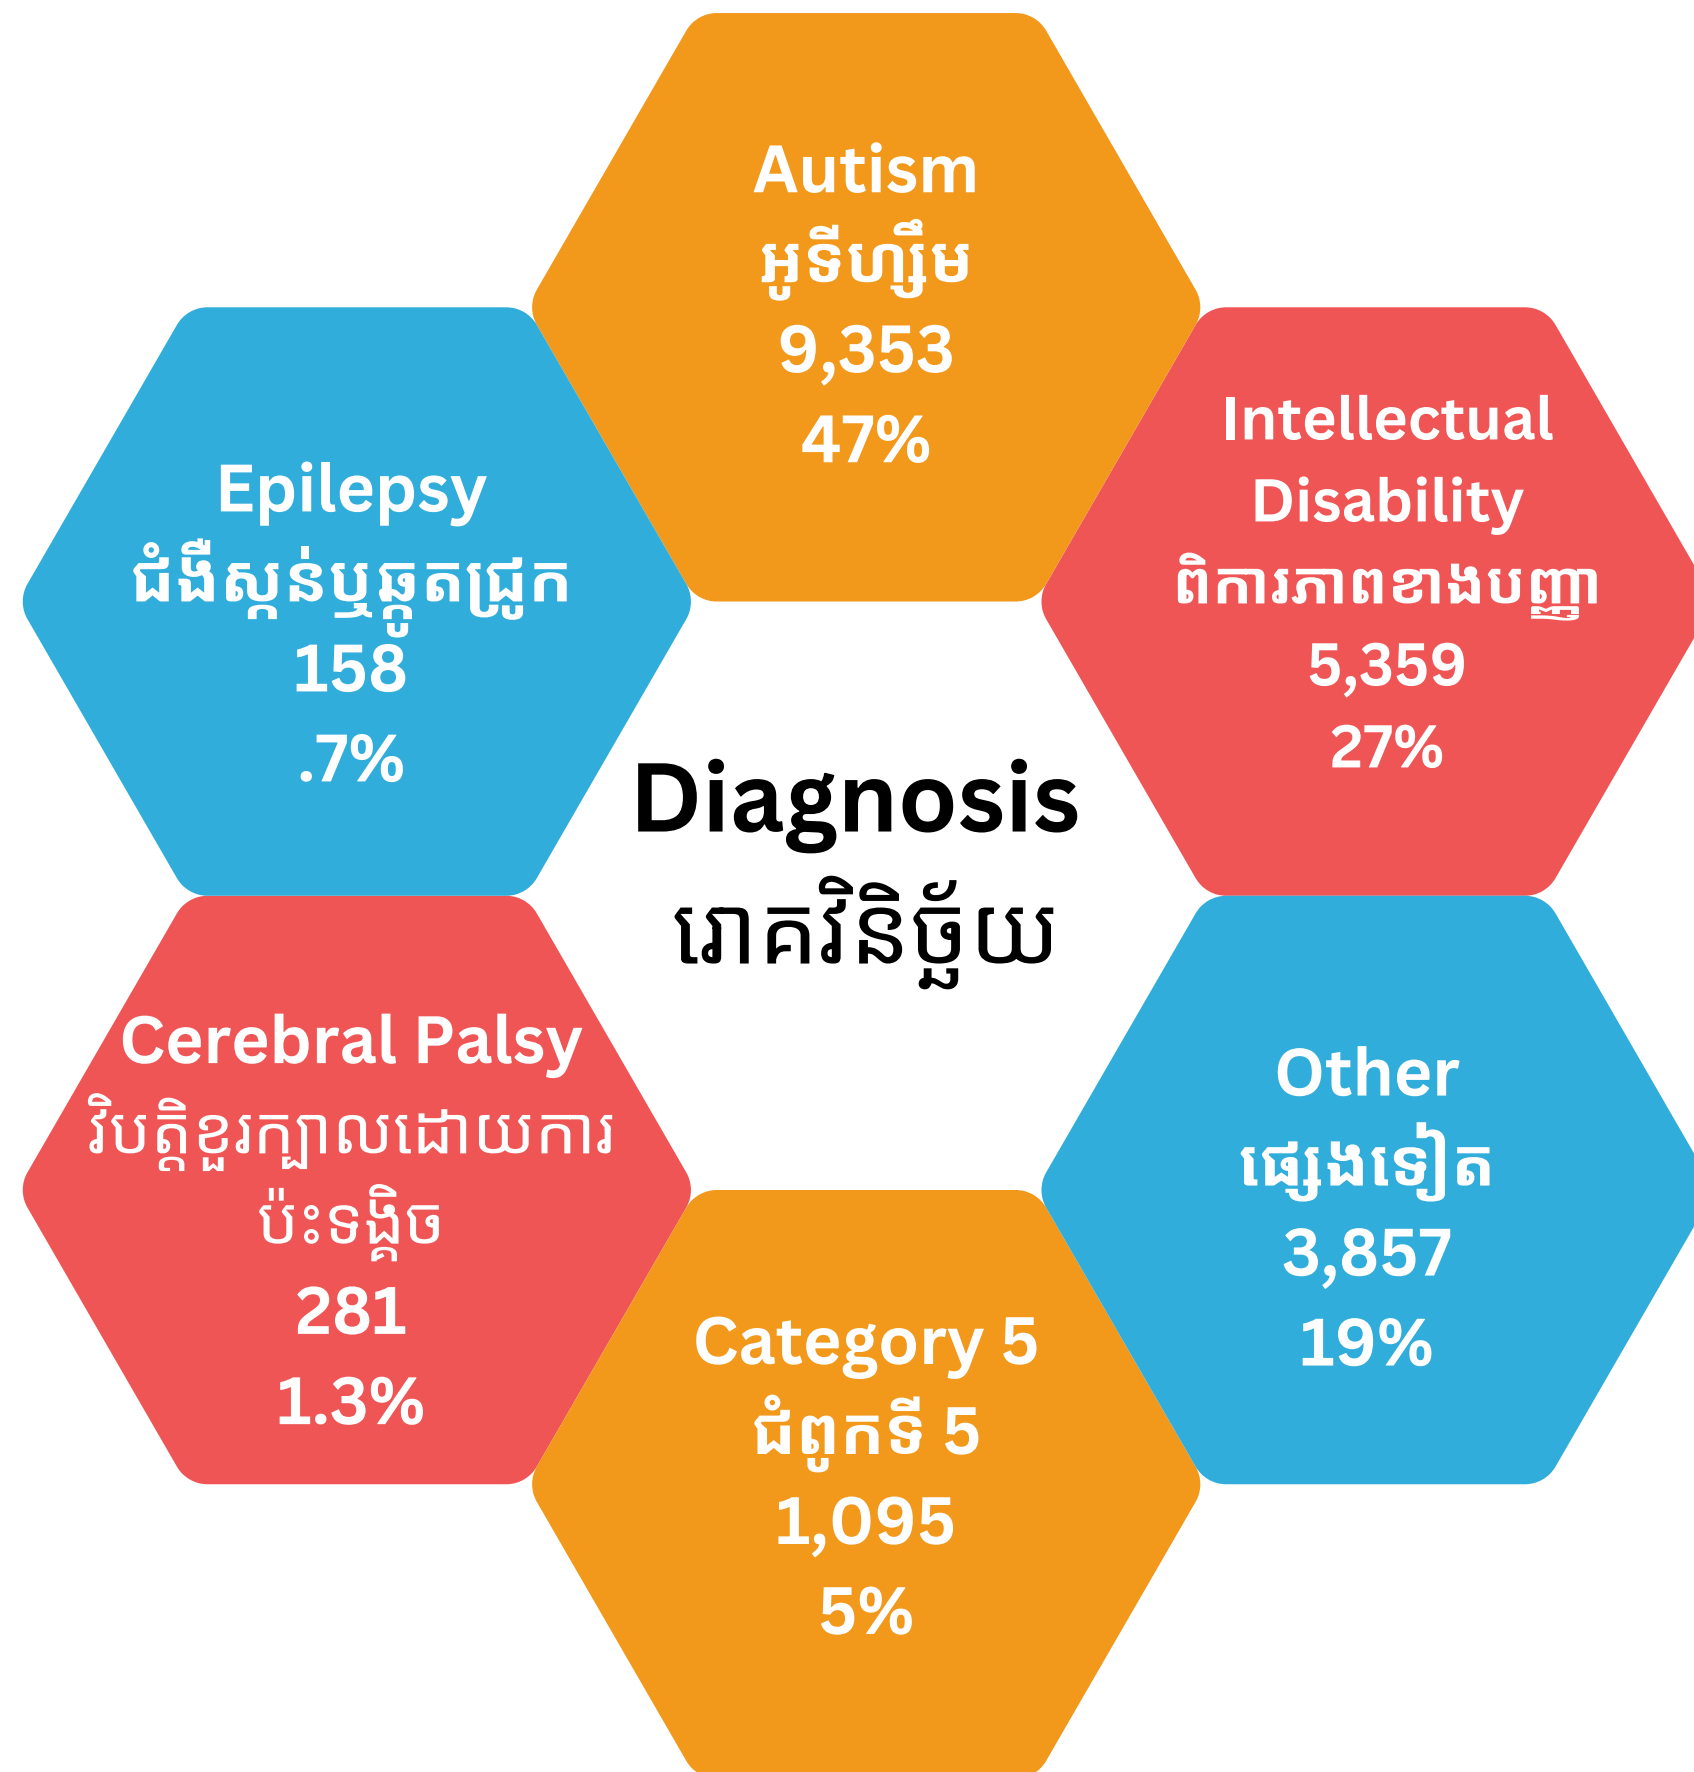 Autism
អូទីហ្សឹម
9,353
47%
Intellectual
Disability
ពិការភាពខាងបញ្ញា
5,359
27%
Epilepsy
ជំងឺស្កន់ឬឆ្កួតជ្រូក
158
.7%
Diagnosis
រោគវិនិច្ឆ័យ
Cerebral Palsy
វិបត្តិខួរក្បាលដោយការ
ប៉ះទង្គិច
281
1.3%
Other
ផ្សេងទៀត
3,857
19%
Category 5
ជំពូកទី 5
1,095
5%